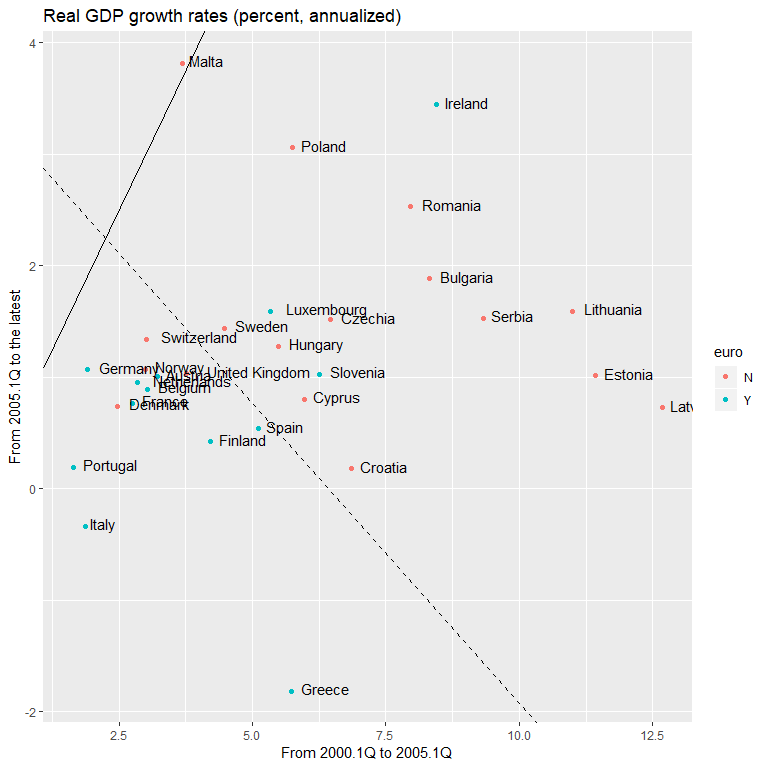 Real GDP growth rates (percent, annualized)
4
Malta
Ireland
Poland
Romania
2
Bulgaria
Luxembourg
Lithuania
Serbia
Czechia
Sweden
Switzerland
Hungary
Germany
Norway
Austria
United Kingdom
Slovenia
Estonia
Netherlands
Belgium
France
Denmark
Cyprus
Latv
Spain
Finland
Portugal
Croatia
0
Italy
Greece
-2
2.5 5.0 7.5 10.0 12.5
From 2000.1Q to 2005.1Q
From 2005.1Q to the latest
euro
N
Y